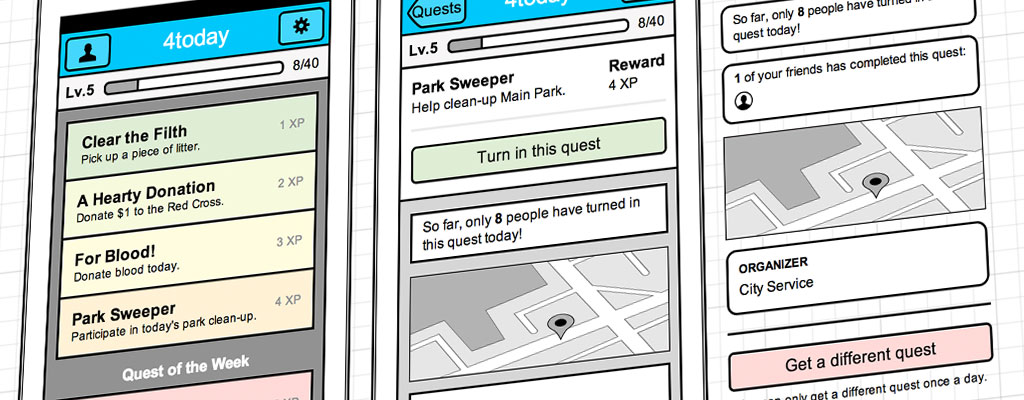 4today
Lv.5
8/40
Clear the Filth
1 XP
Pick up a piece of litter.
A Hearty Donation
2 XP
Donate $1 to the Red Cross.
For Blood!
3 XP
Donate blood today.
Park Sweeper
4 XP
Participate in today's park clean-up.
Quest of the Week
XP
Quests
4today
Lv.5
8/40
Park Sweeper
Reward
Help clean-up Main Park.
4 XP
Turn in this quest
So far, only 8 people have turned in
this quest today!
So far, only 8 people have turned in
quest today!
1 of your friends has completed this quest:
ORGANIZER
City Service
Get a different quest
only get a different quest once a day.